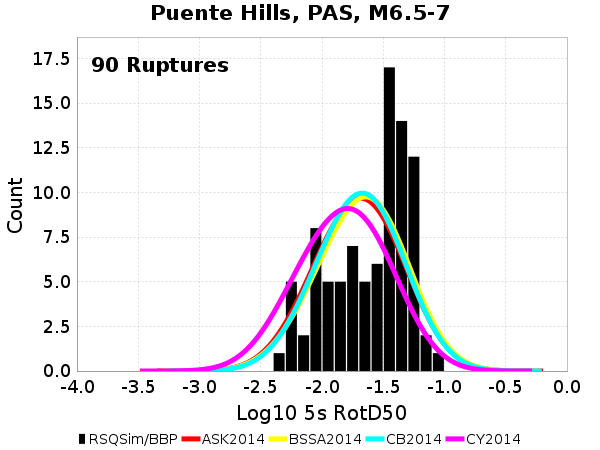 Puente Hills, PAS, M6.5-7
90 Ruptures
Count
17.5
15.0
12.5
10.0
7.5
5.0
2.5
0.0
-4.0 -3.5 -3.0 -2.5 -2.0 -1.5 -1.0 -0.5 0.0
Log10 5s RotD50
RSQSim/BBP ASK2014 BSSA2014 CB2014 CY2014